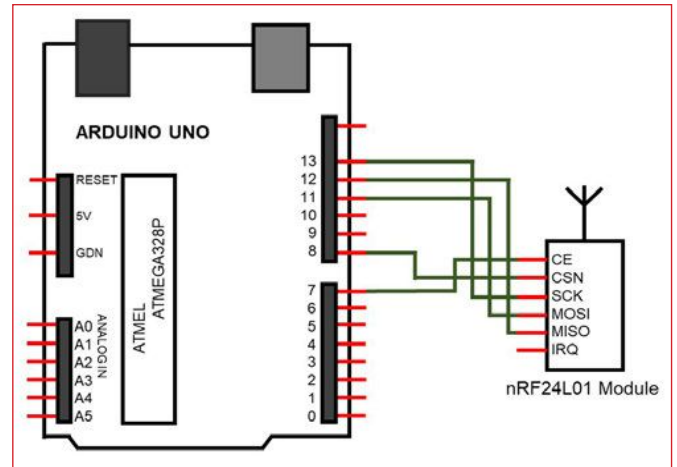 ARDUINO UNO
RESET
5V
GDN
A0
A1
A2
A3
A4
A5
ANALOG IN
ATMEL
ATMEGA328P
13
12
11
10
9
8
7
6
5
4
3
2
1
0
CE
CSN
SCK
MOSI
MISO
IRQ
nRF24L01 Module